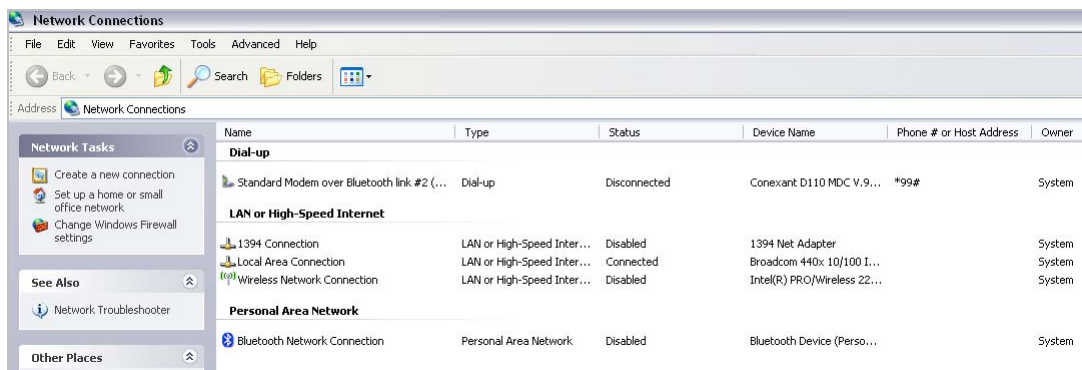 Network Connections
File Edit View Favorites Tools Advanced Help
Back Search Folders
Address Network Connections
Network Tasks
Create a new connection
Set up a home or small
office network
Change Windows Firewall
settings
See Also
Network Troubleshooter
Other Places
Name Type Status Device Name Phone # or Host Address Owner
Dial-up
Standard Modem over Bluetooth link #2 (... Dial-up Disconnected Conexant D110 MDC V.9... *99# System
LAN or High-Speed Internet
1394 Connection LAN or High-Speed Inter... Disabled 1394 Net Adapter System
Local Area Connection LAN or High-Speed Inter... Connected Broadcom 440x 10/100 I... System
Wireless Network Connection LAN or High-Speed Inter... Disabled Intel(R) PRO/Wireless 22... System
Personal Area Network
Bluetooth Network Connection Personal Area Network Disabled Bluetooth Device (Perso... System